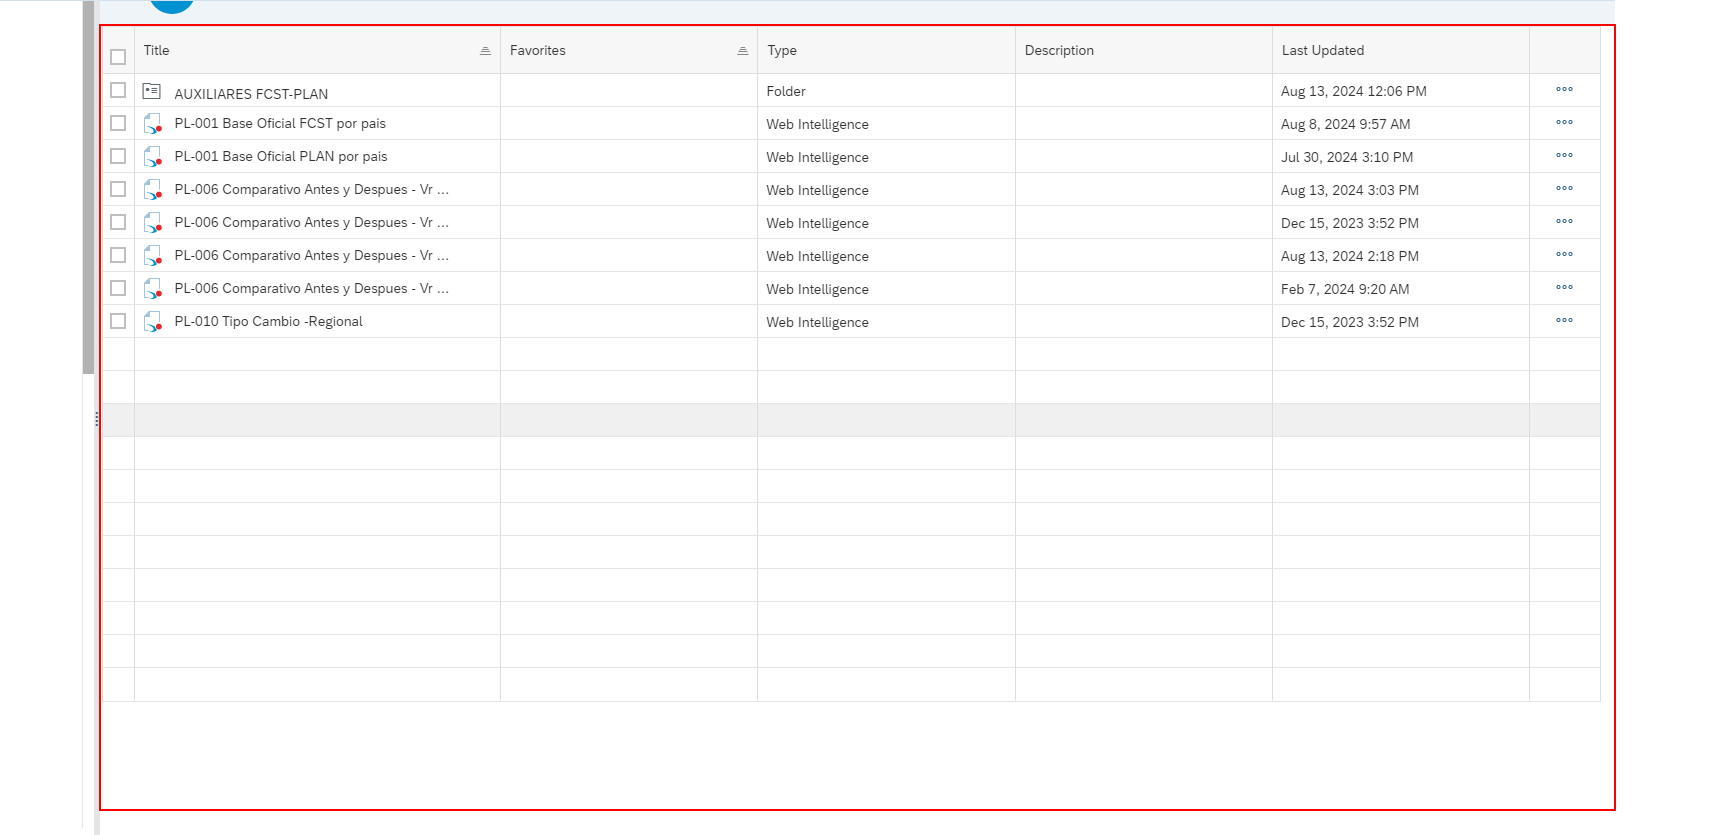 Title Favorites Type Description Last Updated
AUXILIARES FCST-PLAN Folder Aug 13, 2024 12:06 PM
PL-001 Base Oficial FCST por pais Web Intelligence Aug 8, 2024 9:57 AM
PL-001 Base Oficial PLAN por pais Web Intelligence Jul 30, 2024 3:10 PM
PL-006 Comparativo Antes y Despues - Vr ... Web Intelligence Aug 13, 2024 3:03 PM
PL-006 Comparativo Antes y Despues - Vr ... Web Intelligence Dec 15, 2023 3:52 PM
PL-006 Comparativo Antes y Despues - Vr ... Web Intelligence Aug 13, 2024 2:18 PM
PL-006 Comparativo Antes y Despues - Vr ... Web Intelligence Feb 7, 2024 9:20 AM
PL-010 Tipo Cambio -Regional Web Intelligence Dec 15, 2023 3:52 PM